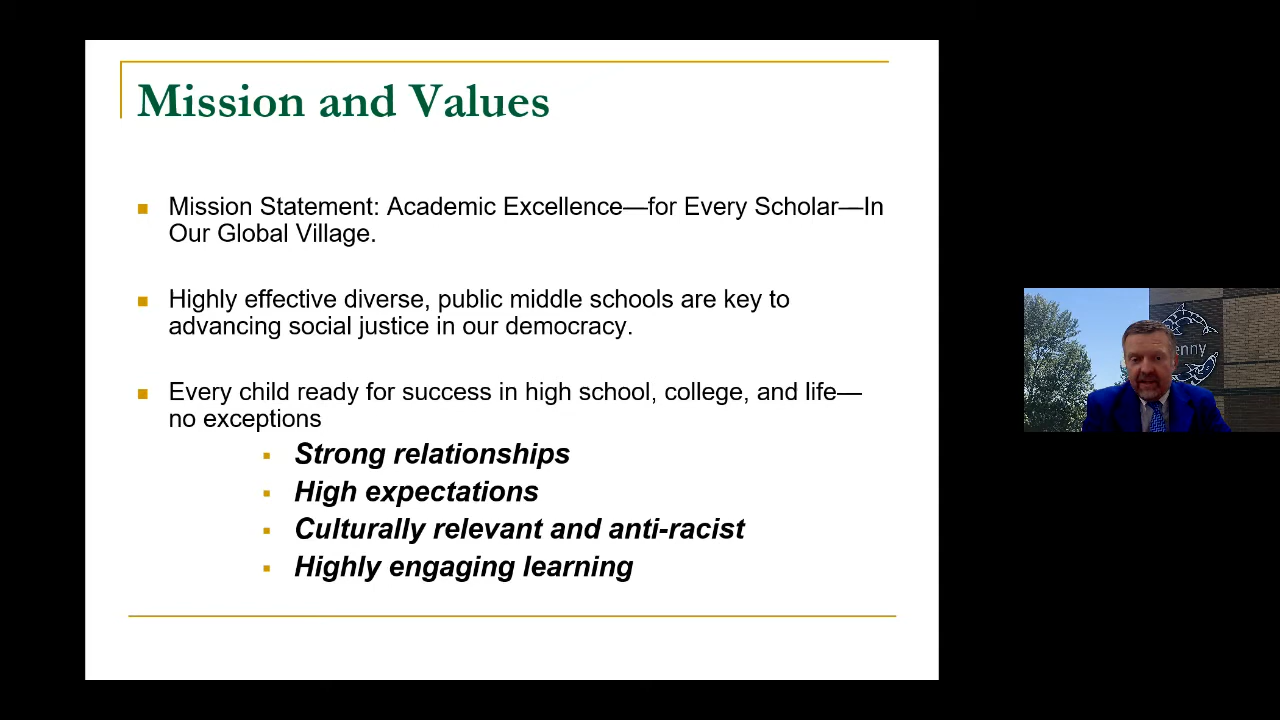 Mission and Values
Mission Statement: Academic Excellence—for Every Scholar—In
Our Global Village.
Highly effective diverse, public middle schools are key to
advancing social justice in our democracy.
Every child ready for success in high school, college, and life—
no exceptions
Strong relationships
High expectations
Culturally relevant and anti-racist
Highly engaging learning